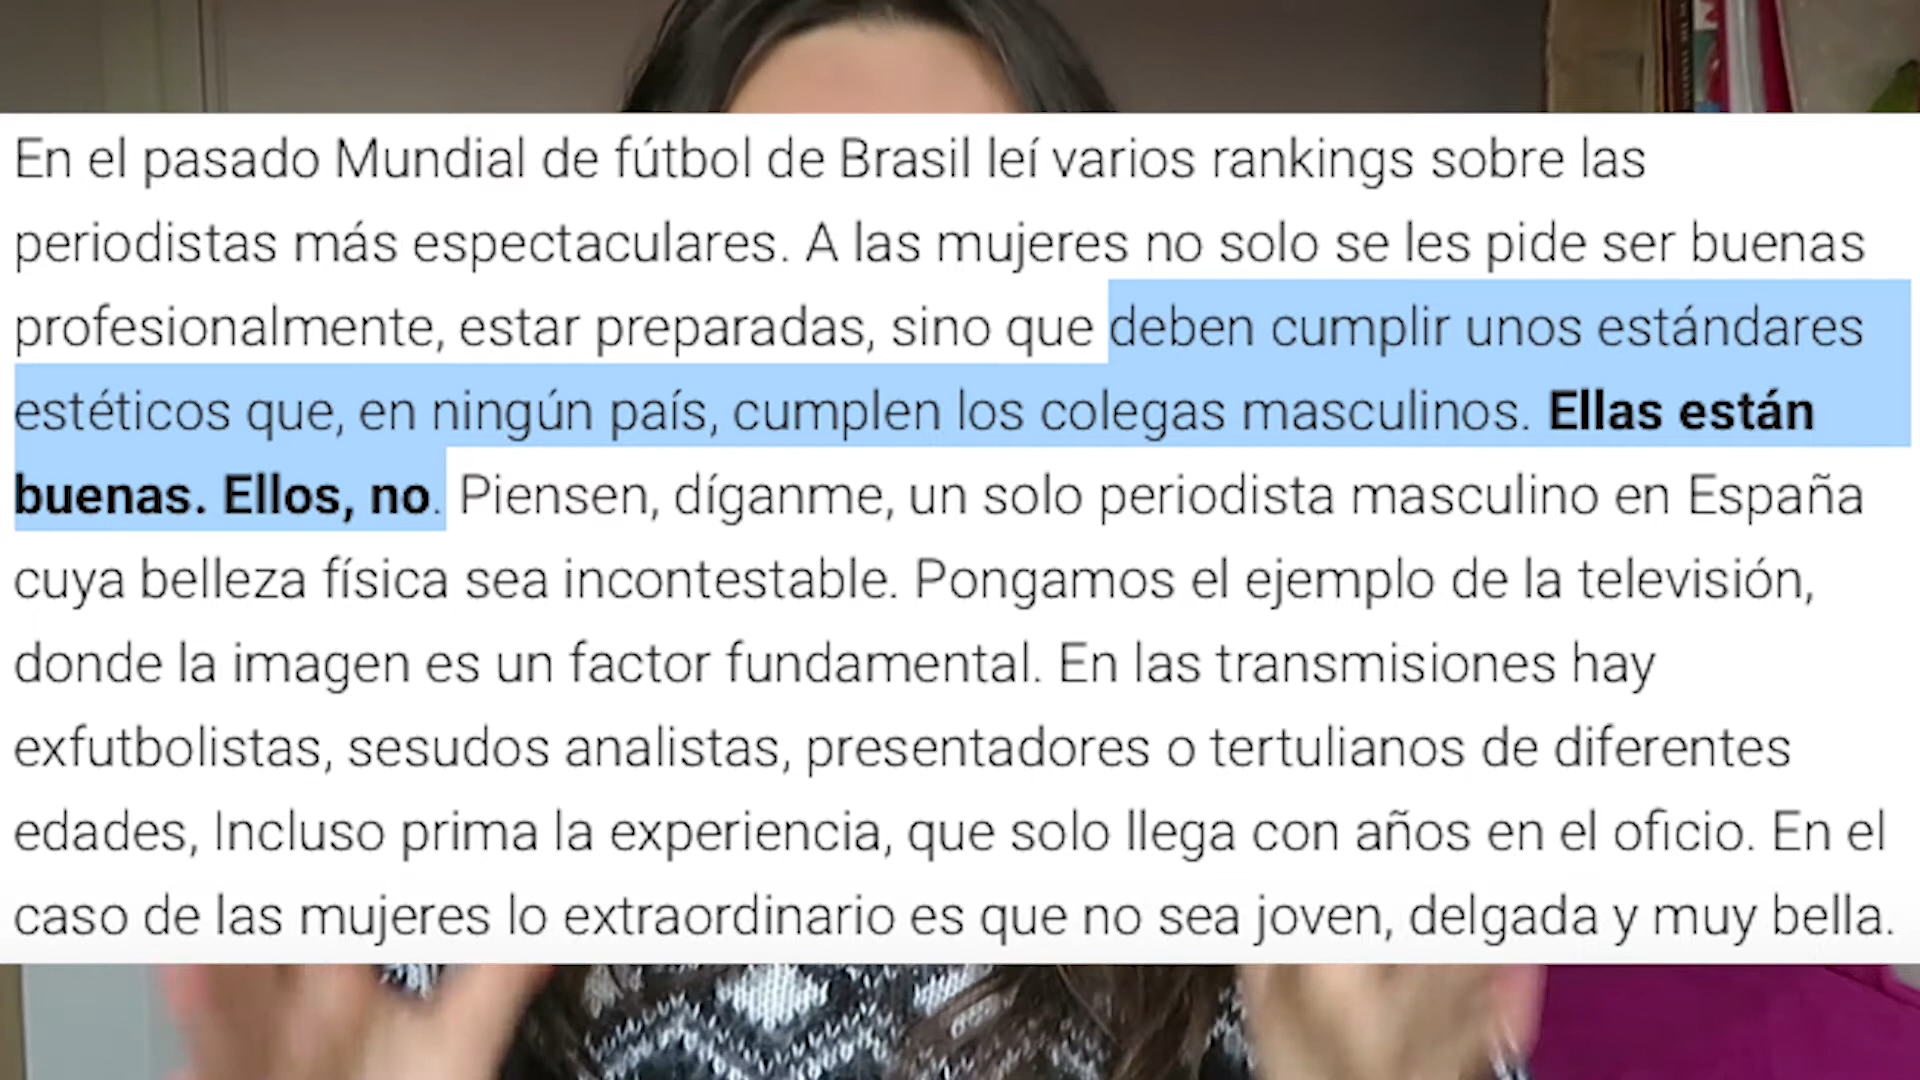 En el pasado Mundial de fútbol de Brasil leí varios rankings sobre las
periodistas más espectaculares. A las mujeres no solo se les pide ser buenas
profesionalmente, estar preparadas, sino que deben cumplir unos estándares
estéticos que, en ningún país, cumplen los colegas masculinos. Ellas están
buenas. Ellos, no. Piensen, díganme, un solo periodista masculino en España
cuya belleza física sea incontestable. Pongamos el ejemplo de la televisión,
donde la imagen es un factor fundamental. En las transmisiones hay
exfutbolistas, sesudos analistas, presentadores o tertulianos de diferentes
edades, Incluso prima la experiencia, que solo llega con años en el oficio. En el
caso de las mujeres lo extraordinario es que no sea joven, delgada y muy bella.